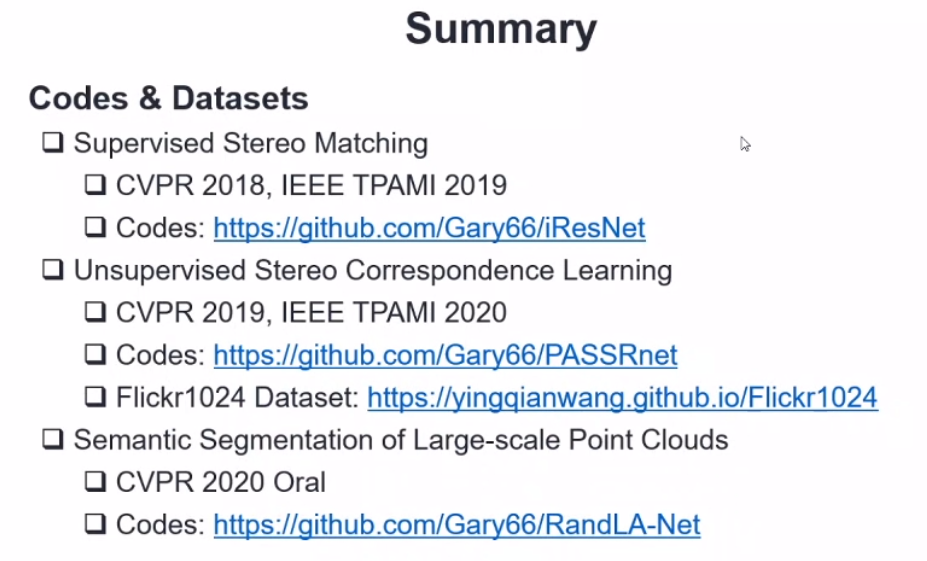 Summary
Codes & Datasets
❑ Supervised Stereo Matching
❑ CVPR 2018, IEEE TPAMI 2019
❑ Codes: https://github.com/Gary66/iResNet
❑ Unsupervised Stereo Correspondence Learning
❑ CVPR 2019, IEEE TPAMI 2020
❑ Codes: https://github.com/Gary66/PASSRnet
❑ Flickr1024 Dataset: https://yingqianwang.github.io/Flickr1024
❑ Semantic Segmentation of Large-scale Point Clouds
❑ CVPR 2020 Oral
❑ Codes: https://github.com/Gary66/RandLA-Net